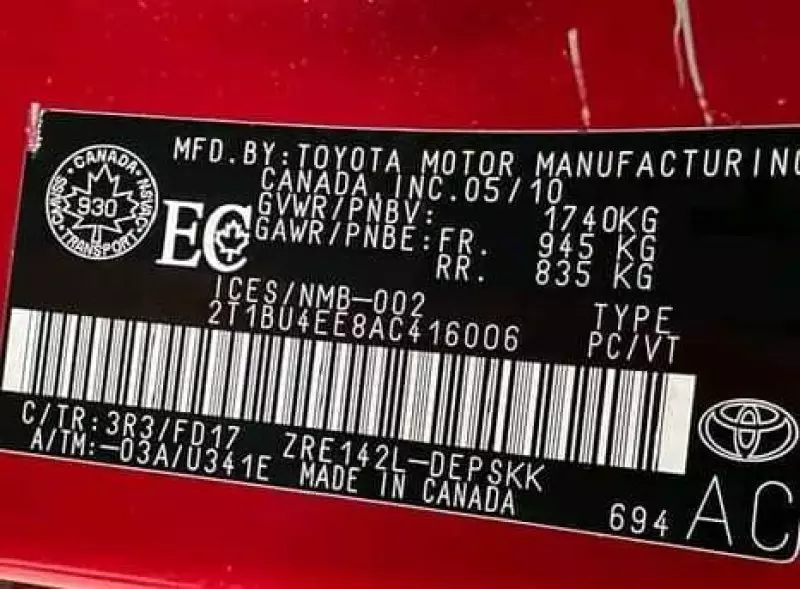 CANADA
CMVSS 930 NSVAC
TRANSPORT
MFD.BY:TOYOTA MOTOR MANUFACTURING
CANADA,INC.05/10
EC
GVWR/PNBV: 1740KG
GAWR/PNBE:FR. 945 KG
RR. 835 KG
ICES/NMB-002
2T1BU4EE8AC416006
TYPE
PC/VT
C/TR:3R3/FD17 ZRE142L-DEPSKK
A/TM:-03A/U341E MADE IN CANADA
694 AC